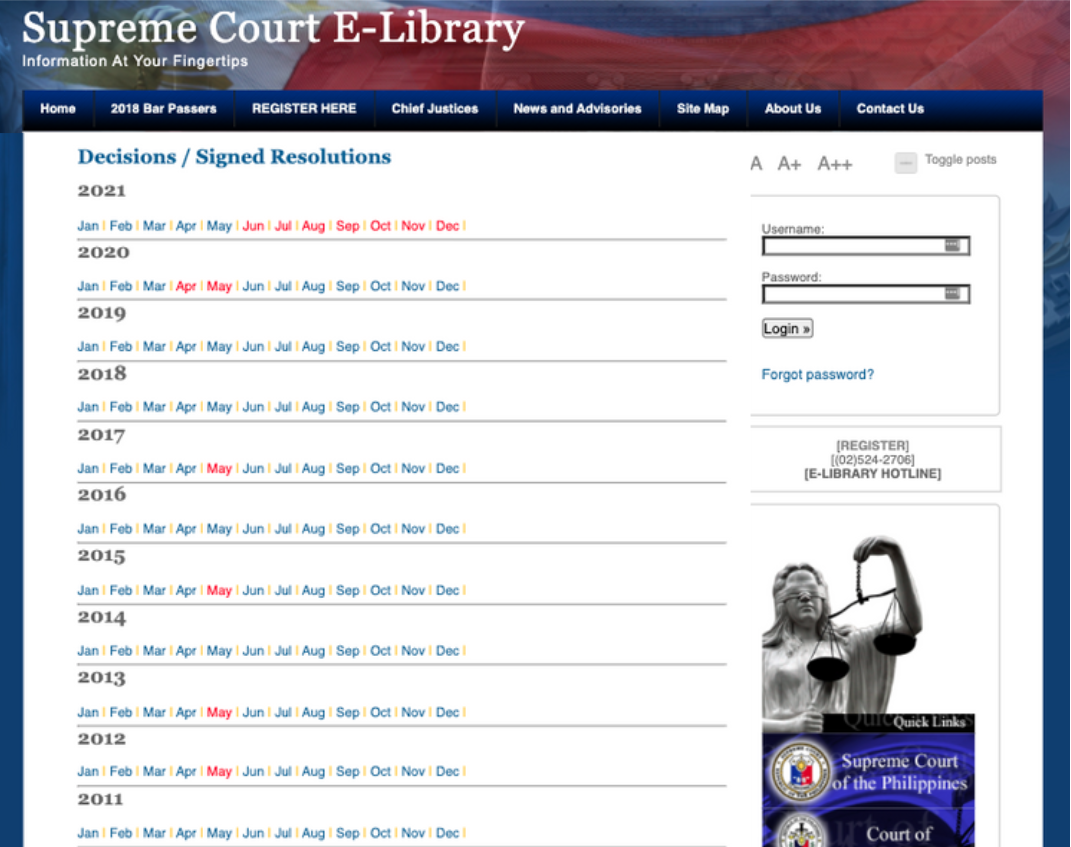 Supreme Court E-Library
Information At Your Fingertips
Home 2018 Bar Passers REGISTER HERE Chief Justices News and Advisories Site Map About Us Contact Us
Decisions / Signed Resolutions
2021
Jan | Feb | Mar | Apr | May | Jun | Jul | Aug | Sep | Oct | Nov | Dec |
2020
Jan | Feb | Mar | Apr | May | Jun | Jul | Aug | Sep | Oct | Nov | Dec |
2019
Jan | Feb | Mar | Apr | May | Jun | Jul | Aug | Sep | Oct | Nov | Dec |
2018
Jan | Feb | Mar | Apr | May | Jun | Jul | Aug | Sep | Oct | Nov | Dec |
2017
Jan | Feb | Mar | Apr | May | Jun | Jul | Aug | Sep | Oct | Nov | Dec |
2016
Jan | Feb | Mar | Apr | May | Jun | Jul | Aug | Sep | Oct | Nov | Dec |
2015
Jan | Feb | Mar | Apr | May | Jun | Jul | Aug | Sep | Oct | Nov | Dec |
2014
Jan | Feb | Mar | Apr | May | Jun | Jul | Aug | Sep | Oct | Nov | Dec |
2013
Jan | Feb | Mar | Apr | May | Jun | Jul | Aug | Sep | Oct | Nov | Dec |
2012
Jan | Feb | Mar | Apr | May | Jun | Jul | Aug | Sep | Oct | Nov | Dec |
2011
Jan | Feb | Mar | Apr | May | Jun | Jul | Aug | Sep | Oct | Nov | Dec |
A A+ A++ Toggle posts
Username:
Password:
Login »
Forgot password?
[REGISTER]
[(02)524-2706]
[E-LIBRARY HOTLINE]
Quick Links
Supreme Court
of the Philippines
Court of